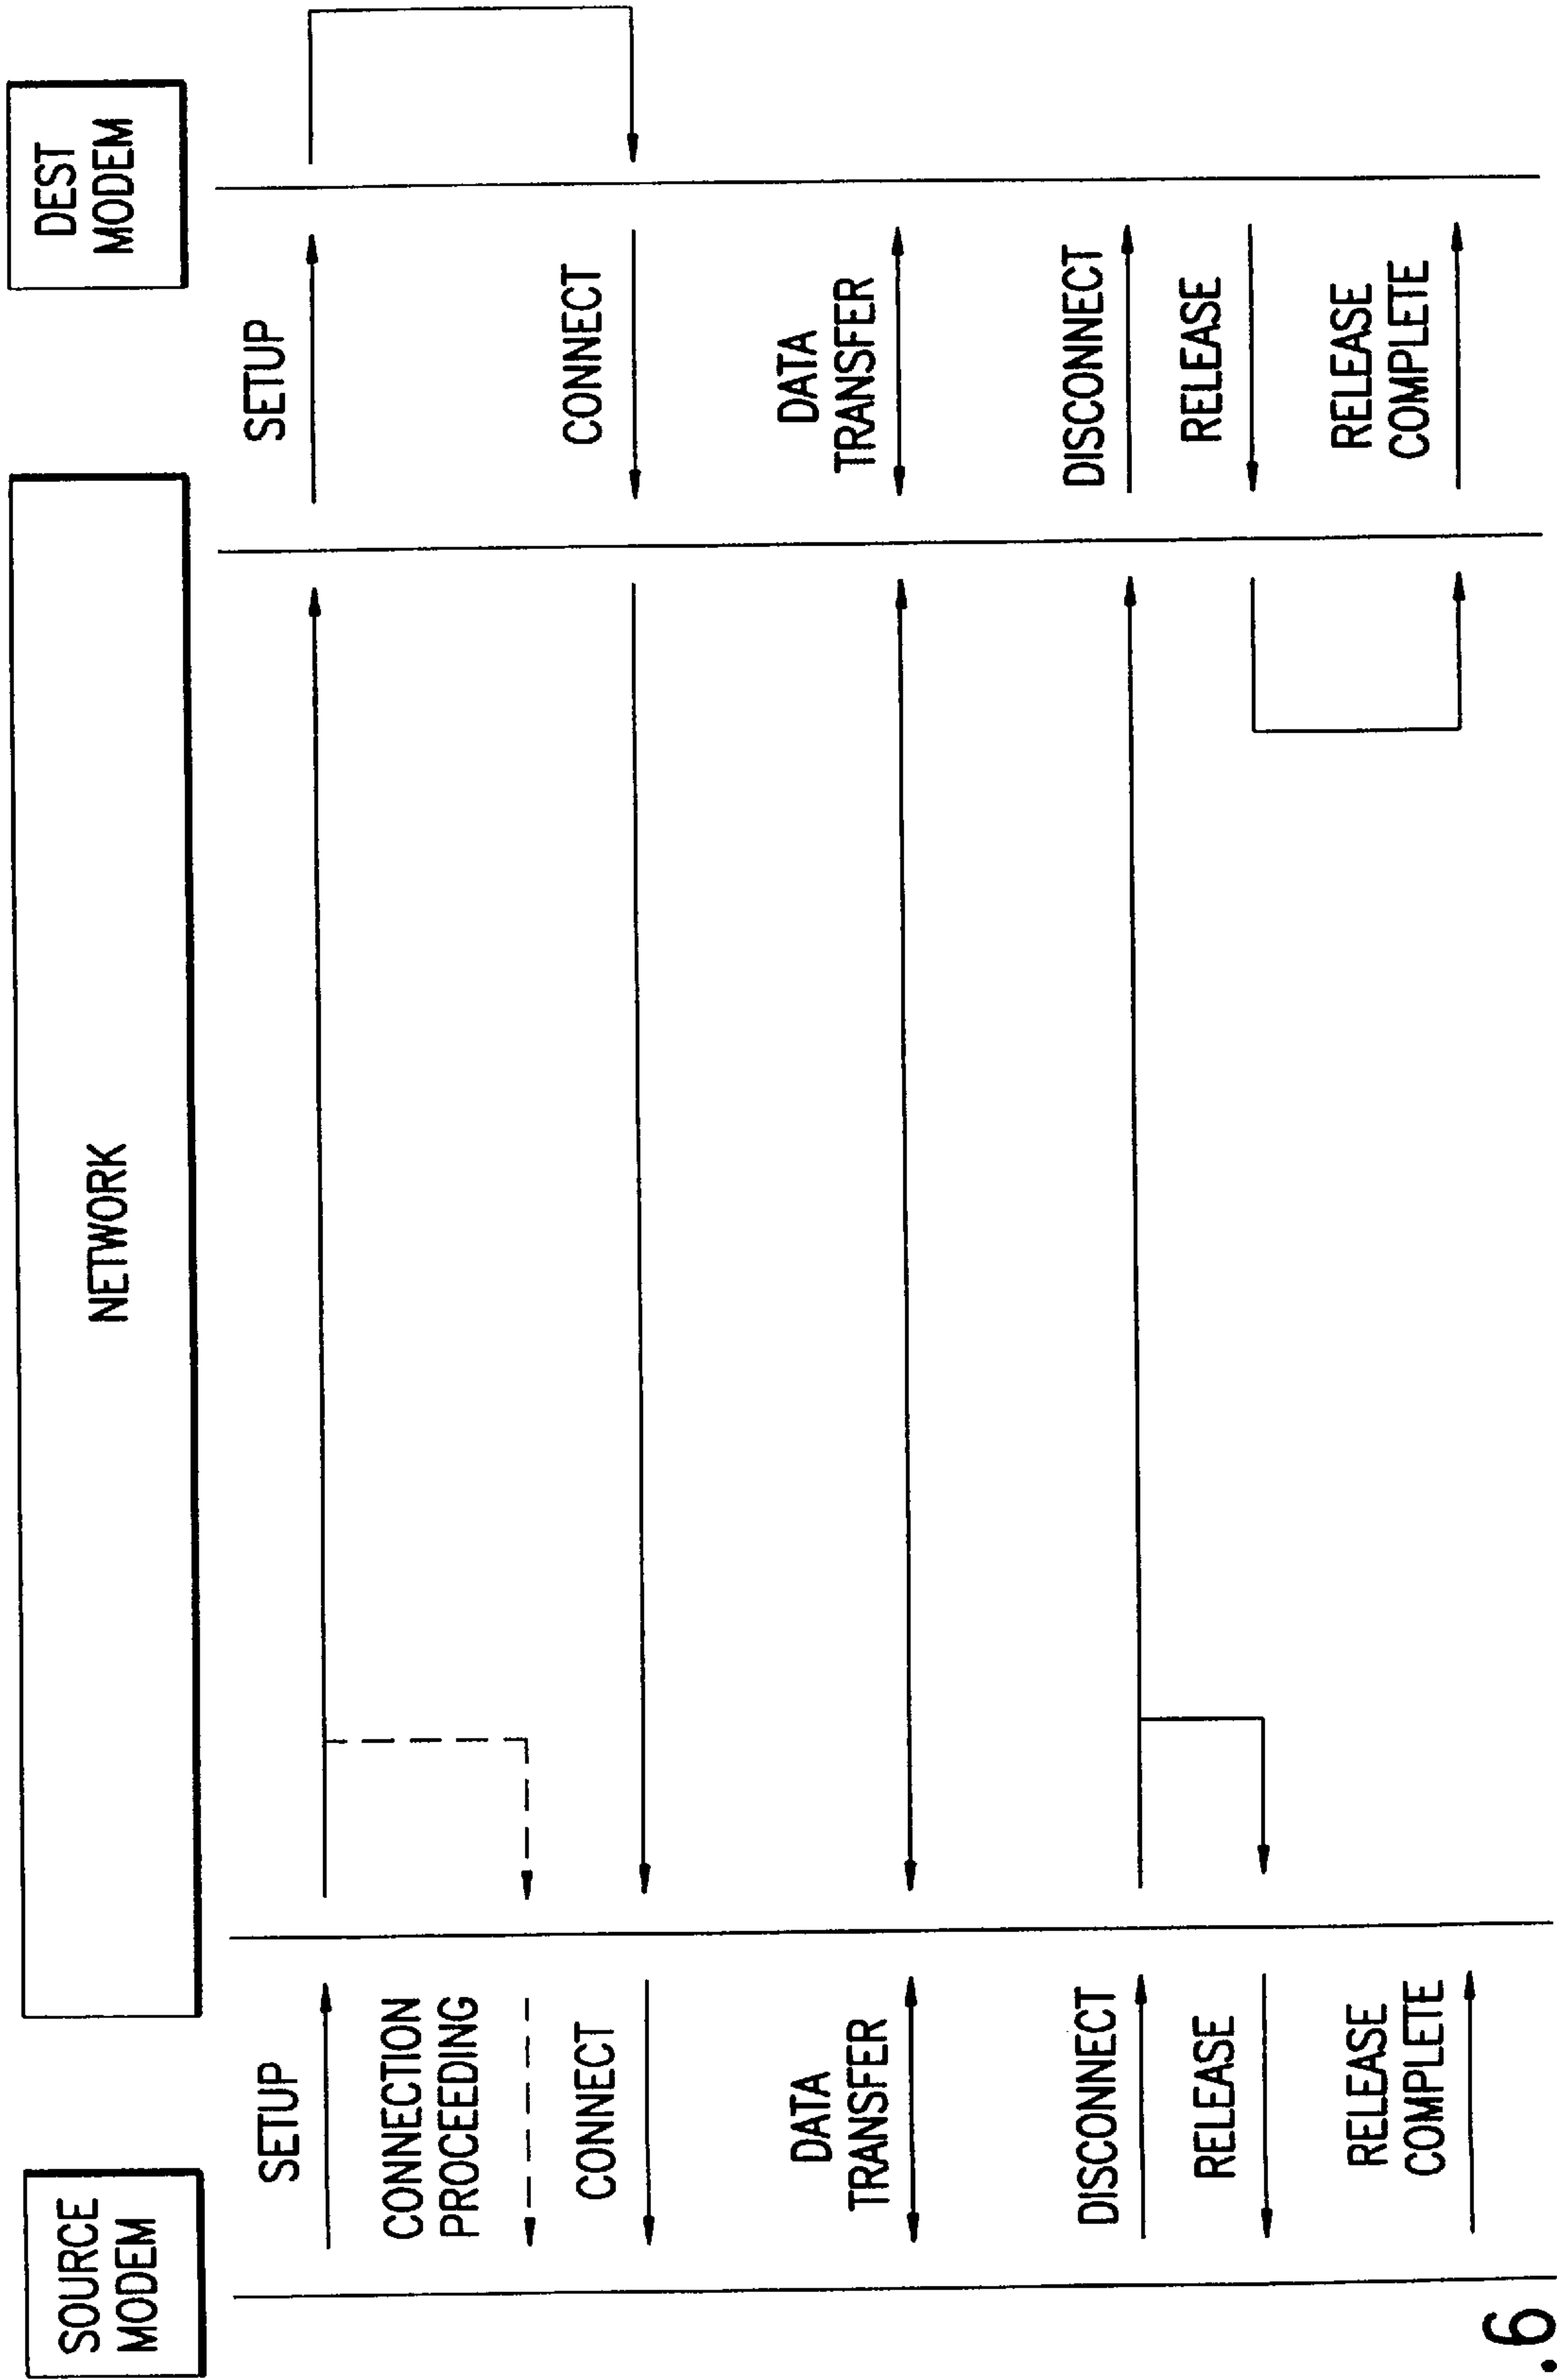 SOURCE
MODEM
NETWORK
DEST
MODEM
SETUP
SETUP
CONNECTION
PROCEEDING
CONNECT
CONNECT
DATA
TRANSFER
DATA
TRANSFER
DISCONNECT
DISCONNECT
RELEASE
RELEASE
RELEASE
COMPLETE
RELEASE
COMPLETE
.6